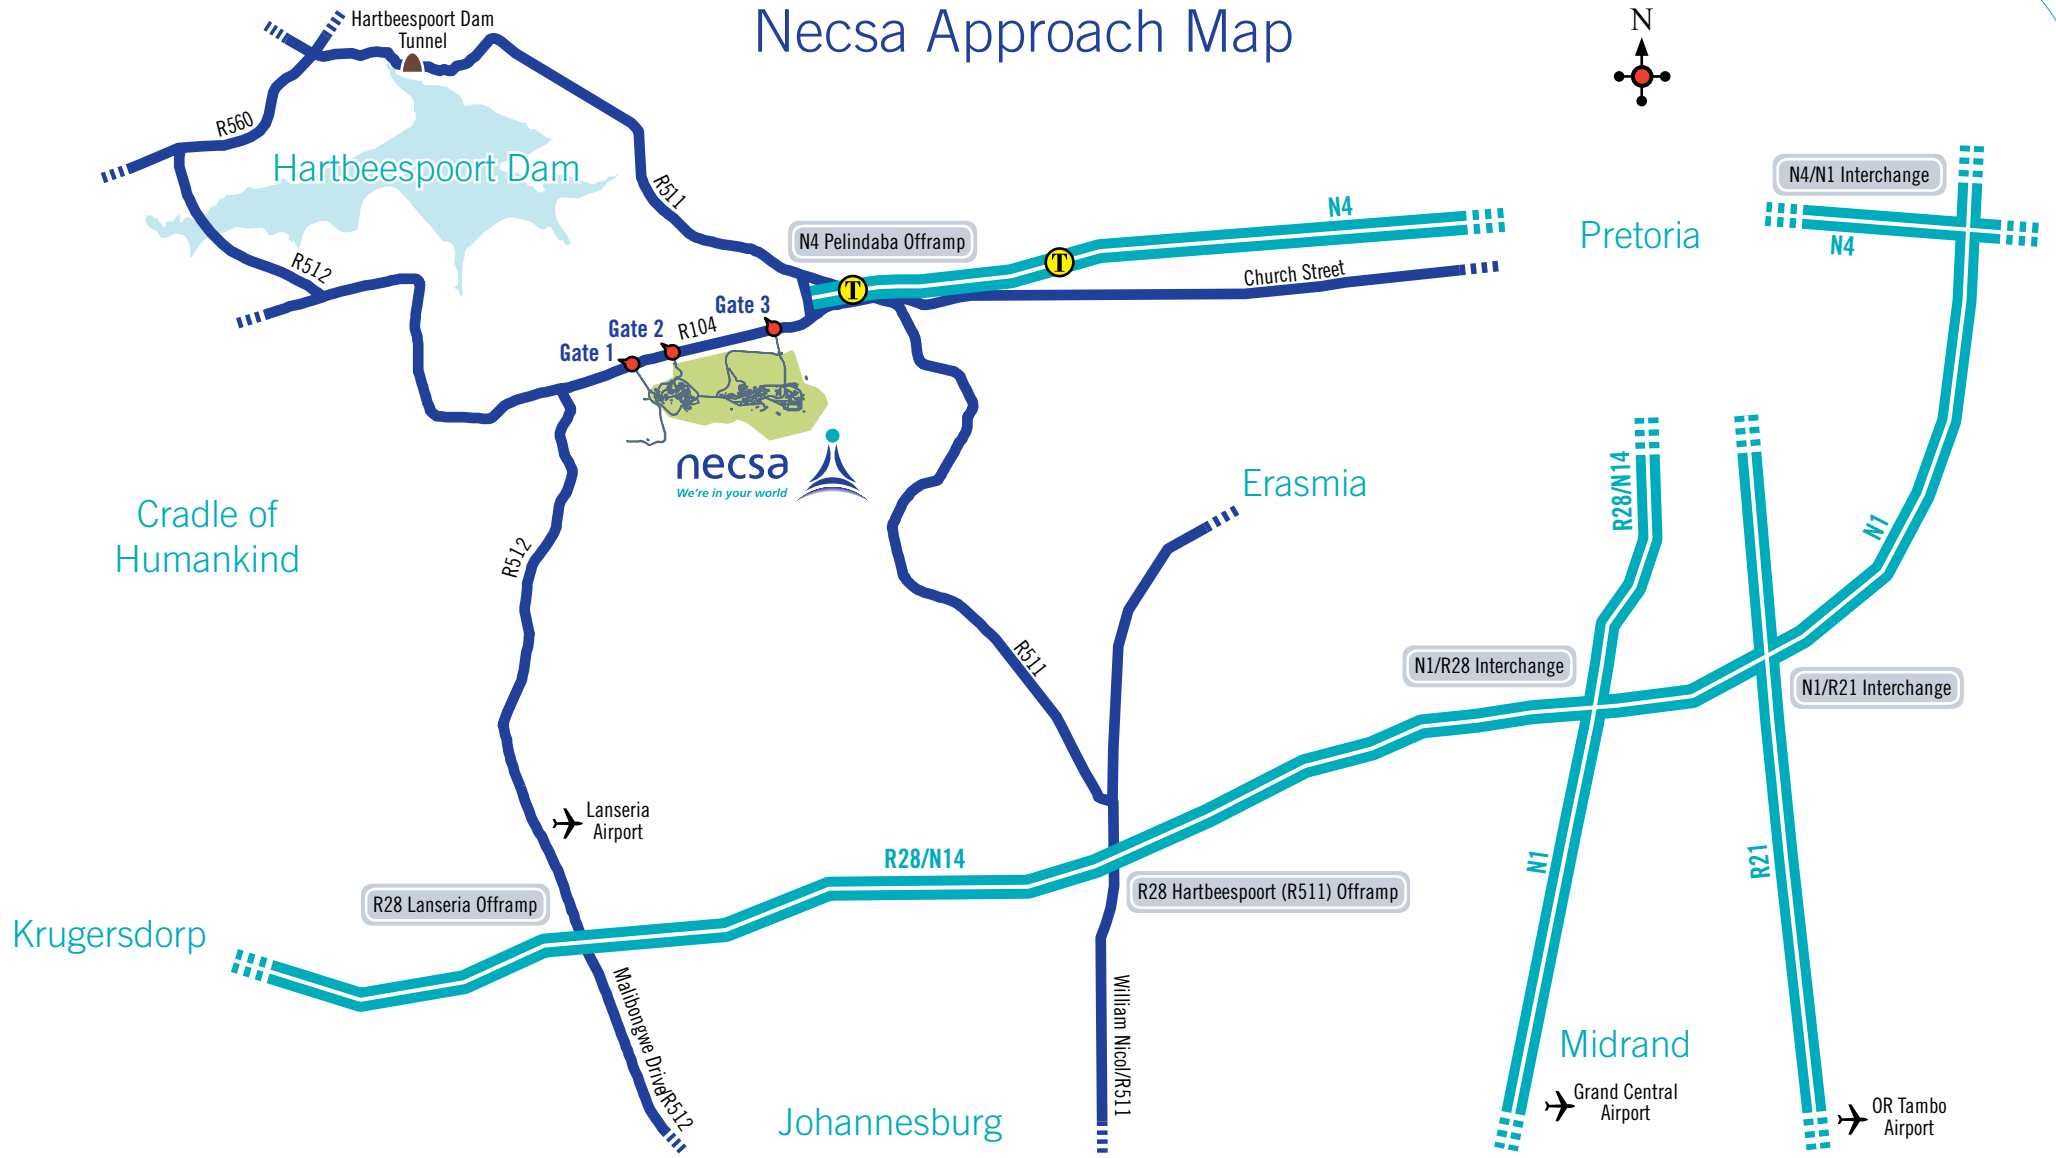 Necsa Approach Map
N
Hartbeespoort Dam
Tunnel
R560
Hartbeespoort Dam
R511
N4/N1 Interchange
N4
N4 Pelindaba Offramp
Pretoria
N4
T
T
Church Street
R512
Gate 3
Gate 2
R104
Gate 1
necsa
We're in your world
Erasmia
R28/N14
N1
Cradle of
Humankind
R512
R511
N1/R28 Interchange
N1/R21 Interchange
Lanseria
Airport
R28/N14
N1
R21
R28 Lanseria Offramp
R28 Hartbeespoort (R511) Offramp
Krugersdorp
Malibongwe Drive/R512
William Nicol/R511
Midrand
Grand Central
Airport
OR Tambo
Airport
Johannesburg